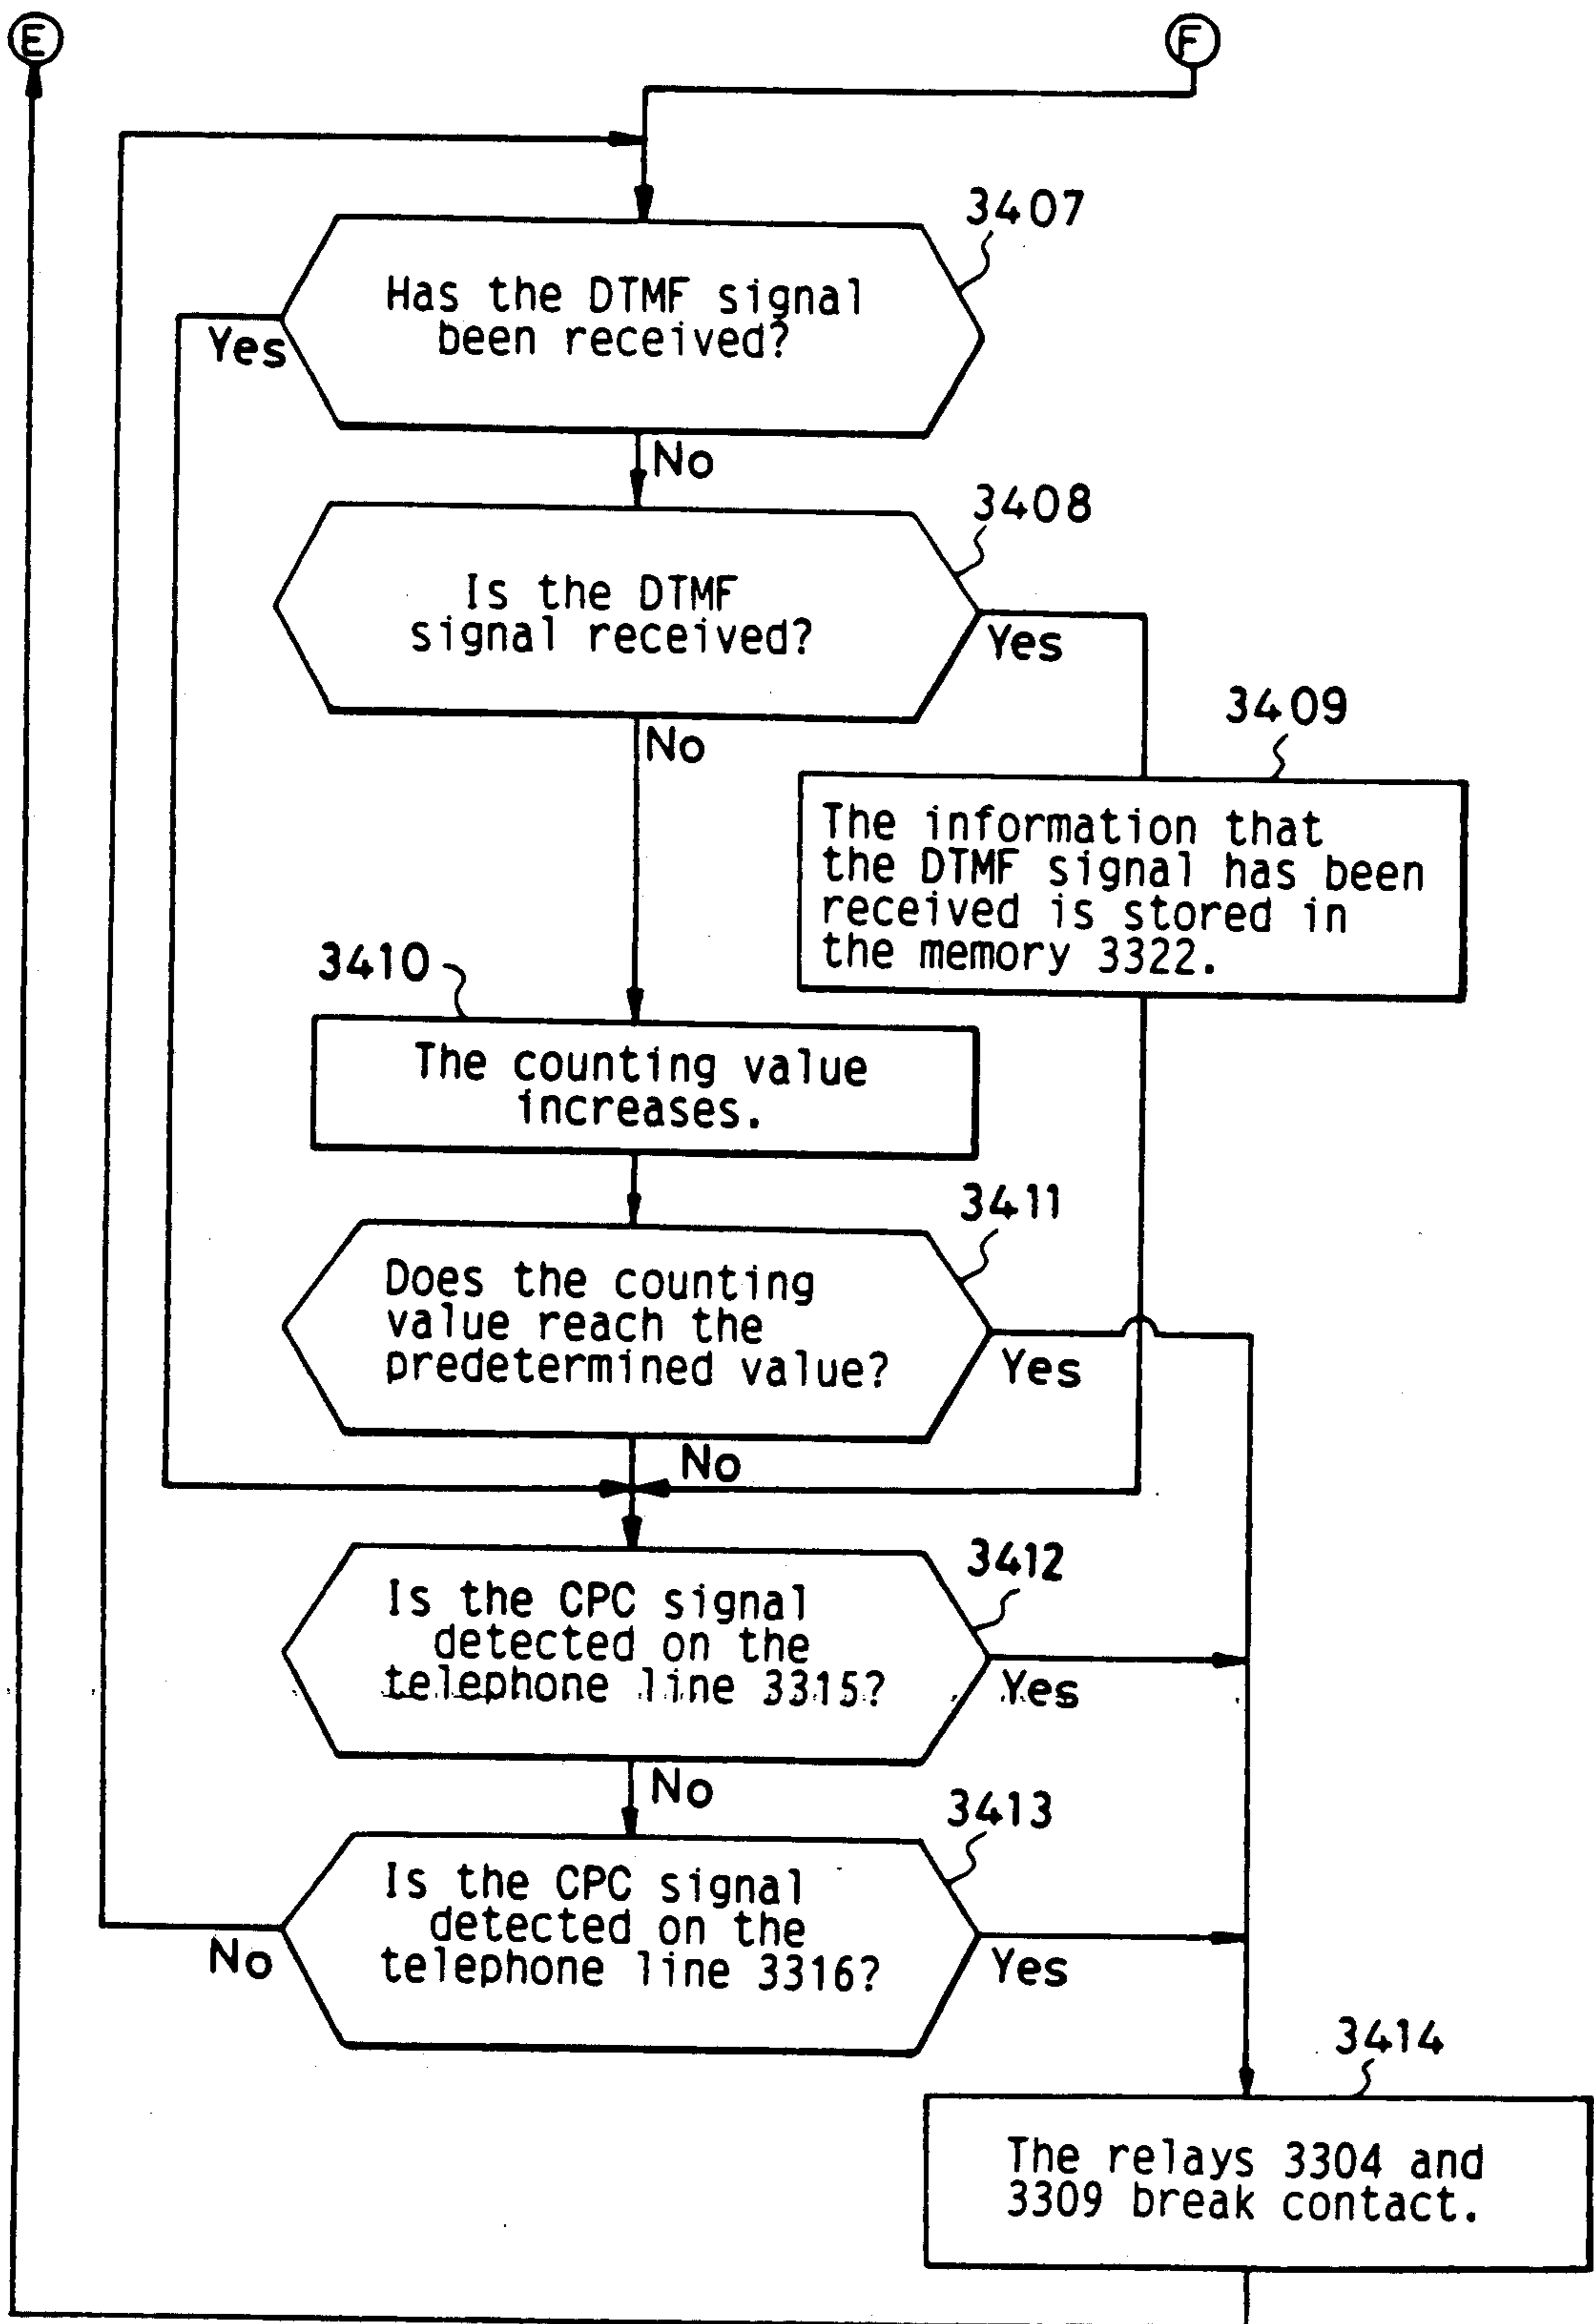 E
F
3407
Has the DTMF signal
been received?
Yes
No
3408
Is the DTMF
signal received?
Yes
No
3409
The information that
the DTMF signal has been
received is stored in
the memory 3322.
3410
The counting value
increases.
3411
Does the counting
value reach the
predetermined value?
Yes
No
3412
Is the CPC signal
detected on the
telephone line 3315?
Yes
No
3413
Is the CPC signal
detected on the
telephone line 3316?
No
Yes
3414
The relays 3304 and
3309 break contact.